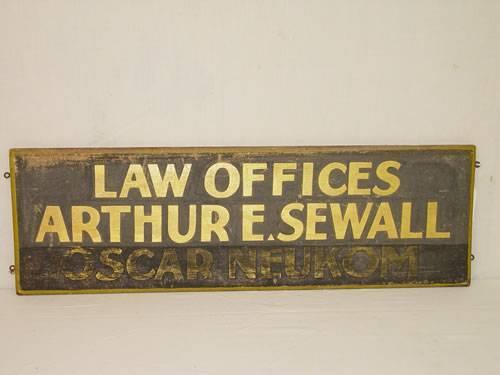 LAW OFFICES
ARTHUR E. SEWALL
OSCAR NEUKOM